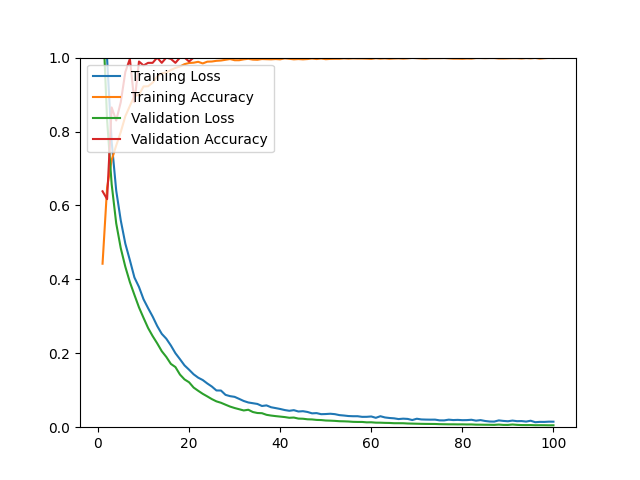 1.0
0.8
0.6
0.4
0.2
0.0
Training Loss
Training Accuracy
Validation Loss
Validation Accuracy
0 20 40 60 80 100